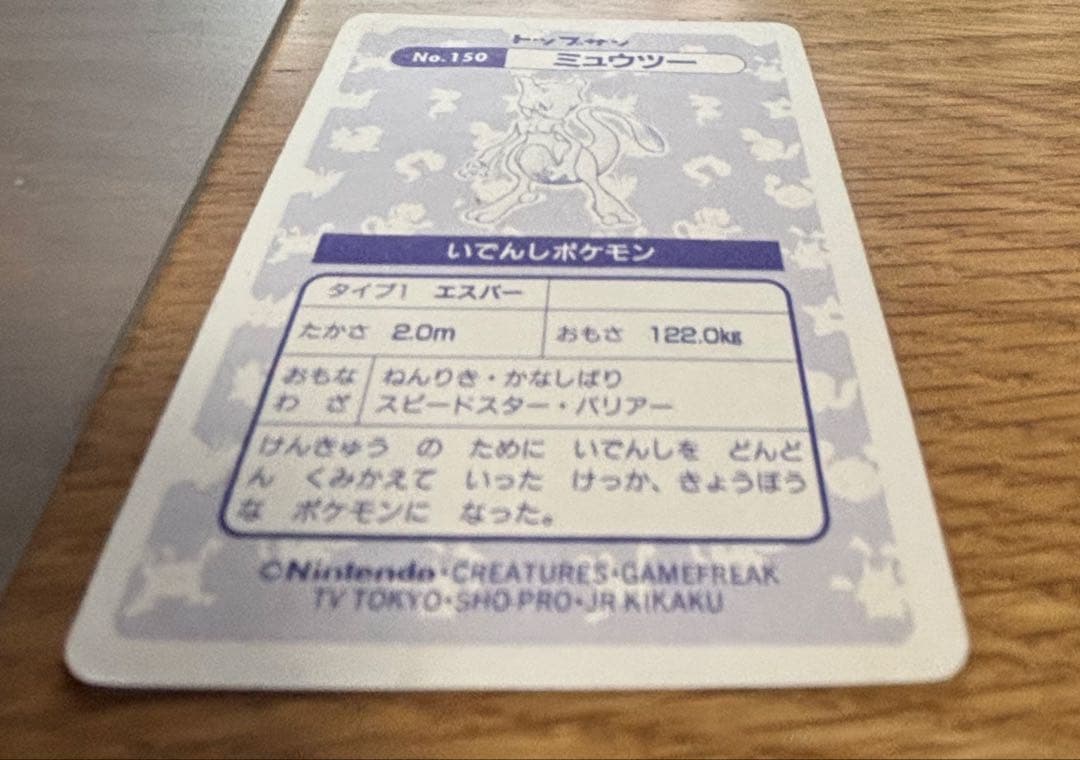 トップサン
No.150 ミュウツー
いでんしポケモン
タイプ1 エスパー
たかさ 2.0m おもさ 122.0kg
おもな わざ ねんりき・かなしばり
スピードスター・バリアー
けんきゅう の ために いでんしを どんど
ん くみかえて いった けっか、きょうぼう
な ポケモンに なった。
©Nintendo・CREATURES・GAMEFREAK
TV TOKYO・SHO-PRO・JR KIKAKU